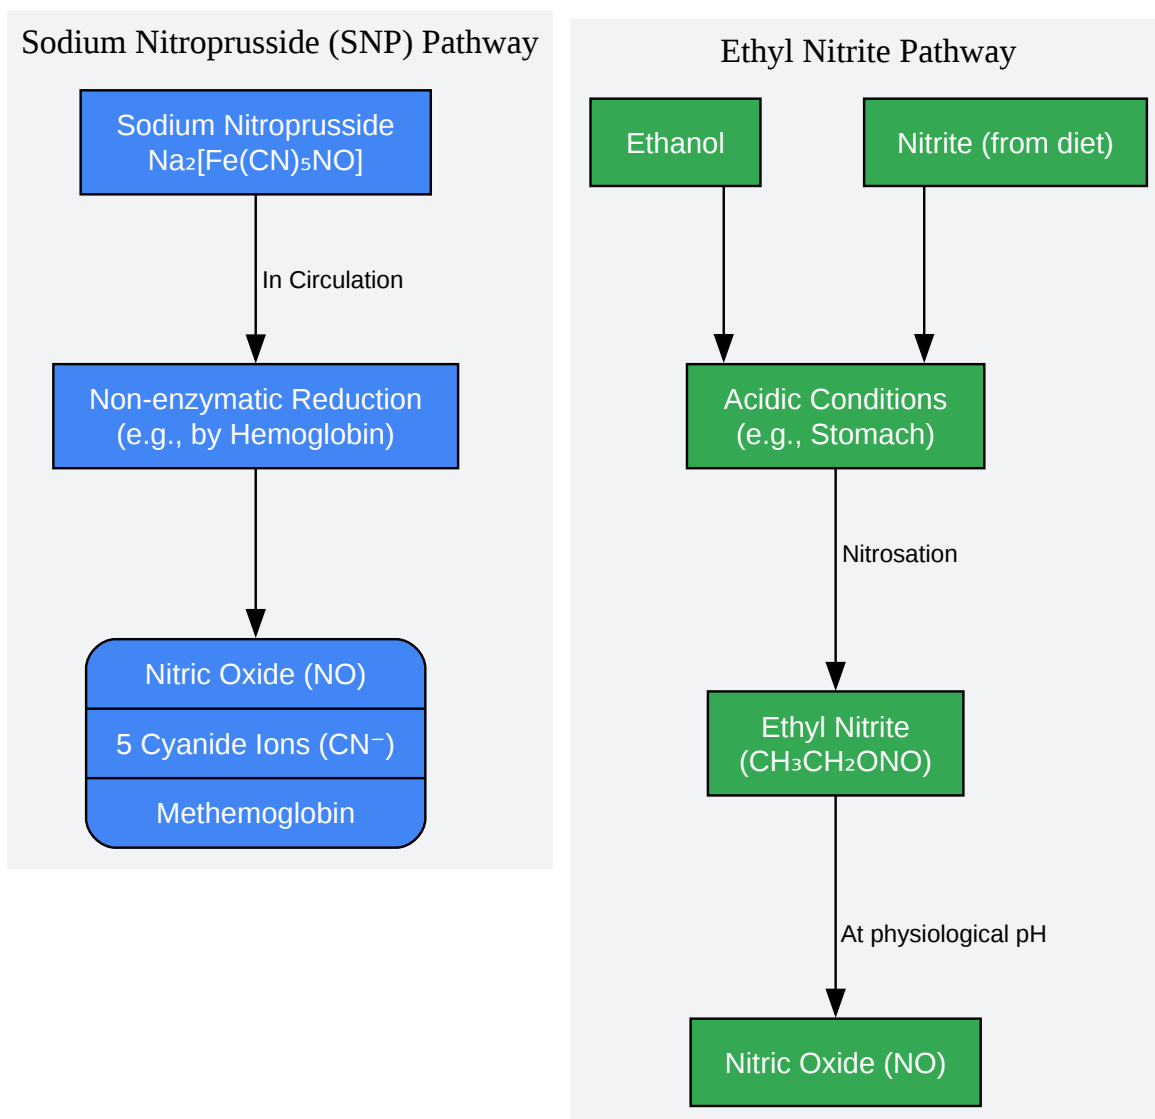 Sodium Nitroprusside (SNP) Pathway
Sodium Nitroprusside
Na₂[Fe(CN)₅NO]
In Circulation
Non-enzymatic Reduction
(e.g., by Hemoglobin)
Nitric Oxide (NO)
5 Cyanide Ions (CN⁻)
Methemoglobin
Ethyl Nitrite Pathway
Ethanol
Nitrite (from diet)
Acidic Conditions
(e.g., Stomach)
Nitrosation
Ethyl Nitrite
(CH₃CH₂ONO)
At physiological pH
Nitric Oxide (NO)